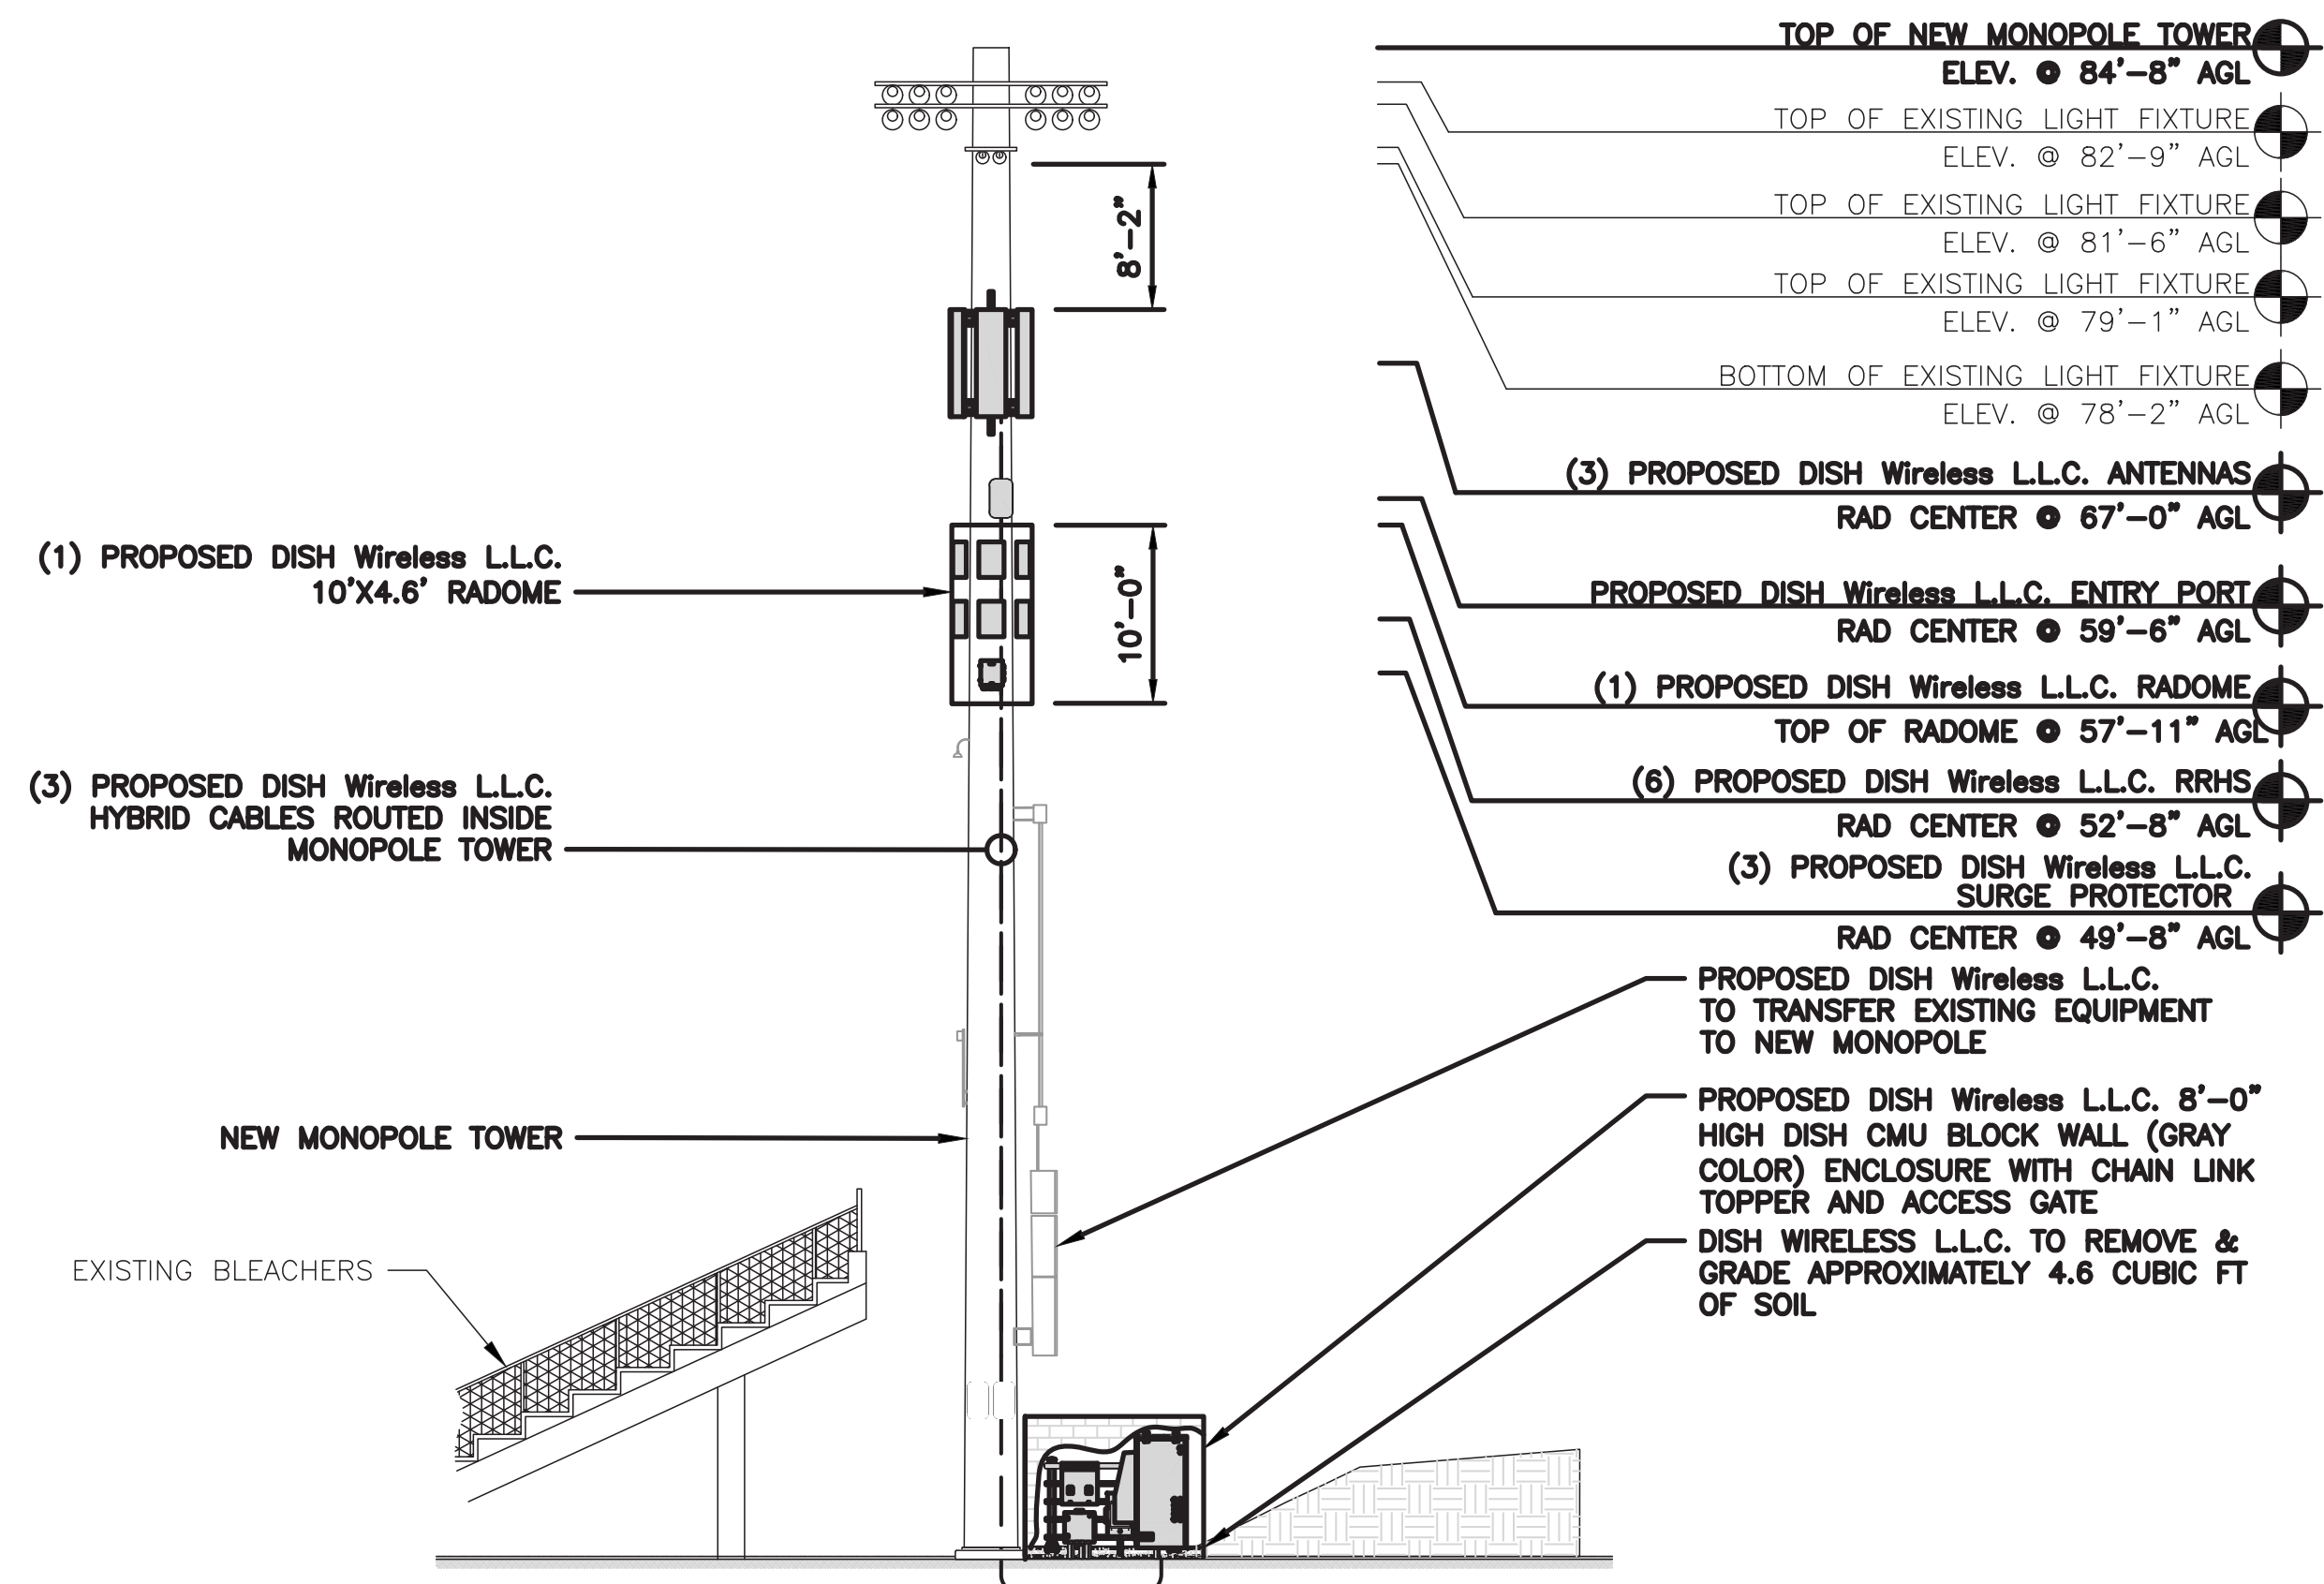 TOP OF NEW MONOPOLE TOWER
ELEV. @ 84'-8" AGL
TOP OF EXISTING LIGHT FIXTURE
ELEV. @ 82'-9" AGL
TOP OF EXISTING LIGHT FIXTURE
ELEV. @ 81'-6" AGL
TOP OF EXISTING LIGHT FIXTURE
ELEV. @ 79'-1" AGL
BOTTOM OF EXISTING LIGHT FIXTURE
ELEV. @ 78'-2" AGL
8'-2"
(3) PROPOSED DISH Wireless L.L.C. ANTENNAS
RAD CENTER @ 67'-0" AGL
(1) PROPOSED DISH Wireless L.L.C.
10'X4.6' RADOME
10'-0"
PROPOSED DISH Wireless L.L.C. ENTRY PORT
RAD CENTER @ 59'-6" AGL
(1) PROPOSED DISH Wireless L.L.C. RADOME
TOP OF RADOME @ 57'-11" AGL
(6) PROPOSED DISH Wireless L.L.C. RRHS
RAD CENTER @ 52'-8" AGL
(3) PROPOSED DISH Wireless L.L.C.
HYBRID CABLES ROUTED INSIDE
MONOPOLE TOWER
(3) PROPOSED DISH Wireless L.L.C.
SURGE PROTECTOR
RAD CENTER @ 49'-8" AGL
PROPOSED DISH Wireless L.L.C.
TO TRANSFER EXISTING EQUIPMENT
TO NEW MONOPOLE
NEW MONOPOLE TOWER
PROPOSED DISH Wireless L.L.C. 8'-0"
HIGH DISH CMU BLOCK WALL (GRAY
COLOR) ENCLOSURE WITH CHAIN LINK
TOPPER AND ACCESS GATE
EXISTING BLEACHERS
DISH WIRELESS L.L.C. TO REMOVE &
GRADE APPROXIMATELY 4.6 CUBIC FT
OF SOIL